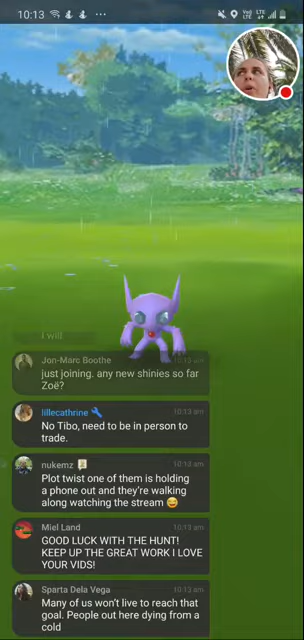 10:13
Vo))
LTE
LTE
I will
Jon-Marc Boothe 10:13 am
just joining. any new shinies so far
Zoë?
lillecathrine 10:13 am
No Tibo, need to be in person to
trade.
nukemz 10:13 am
Plot twist one of them is holding
a phone out and they're walking
along watching the stream 😅
Miel Land 10:13 am
GOOD LUCK WITH THE HUNT!
KEEP UP THE GREAT WORK I LOVE
YOUR VIDS!
Sparta Dela Vega 10:13 am
Many of us won't live to reach that
goal. People out here dying from a
cold